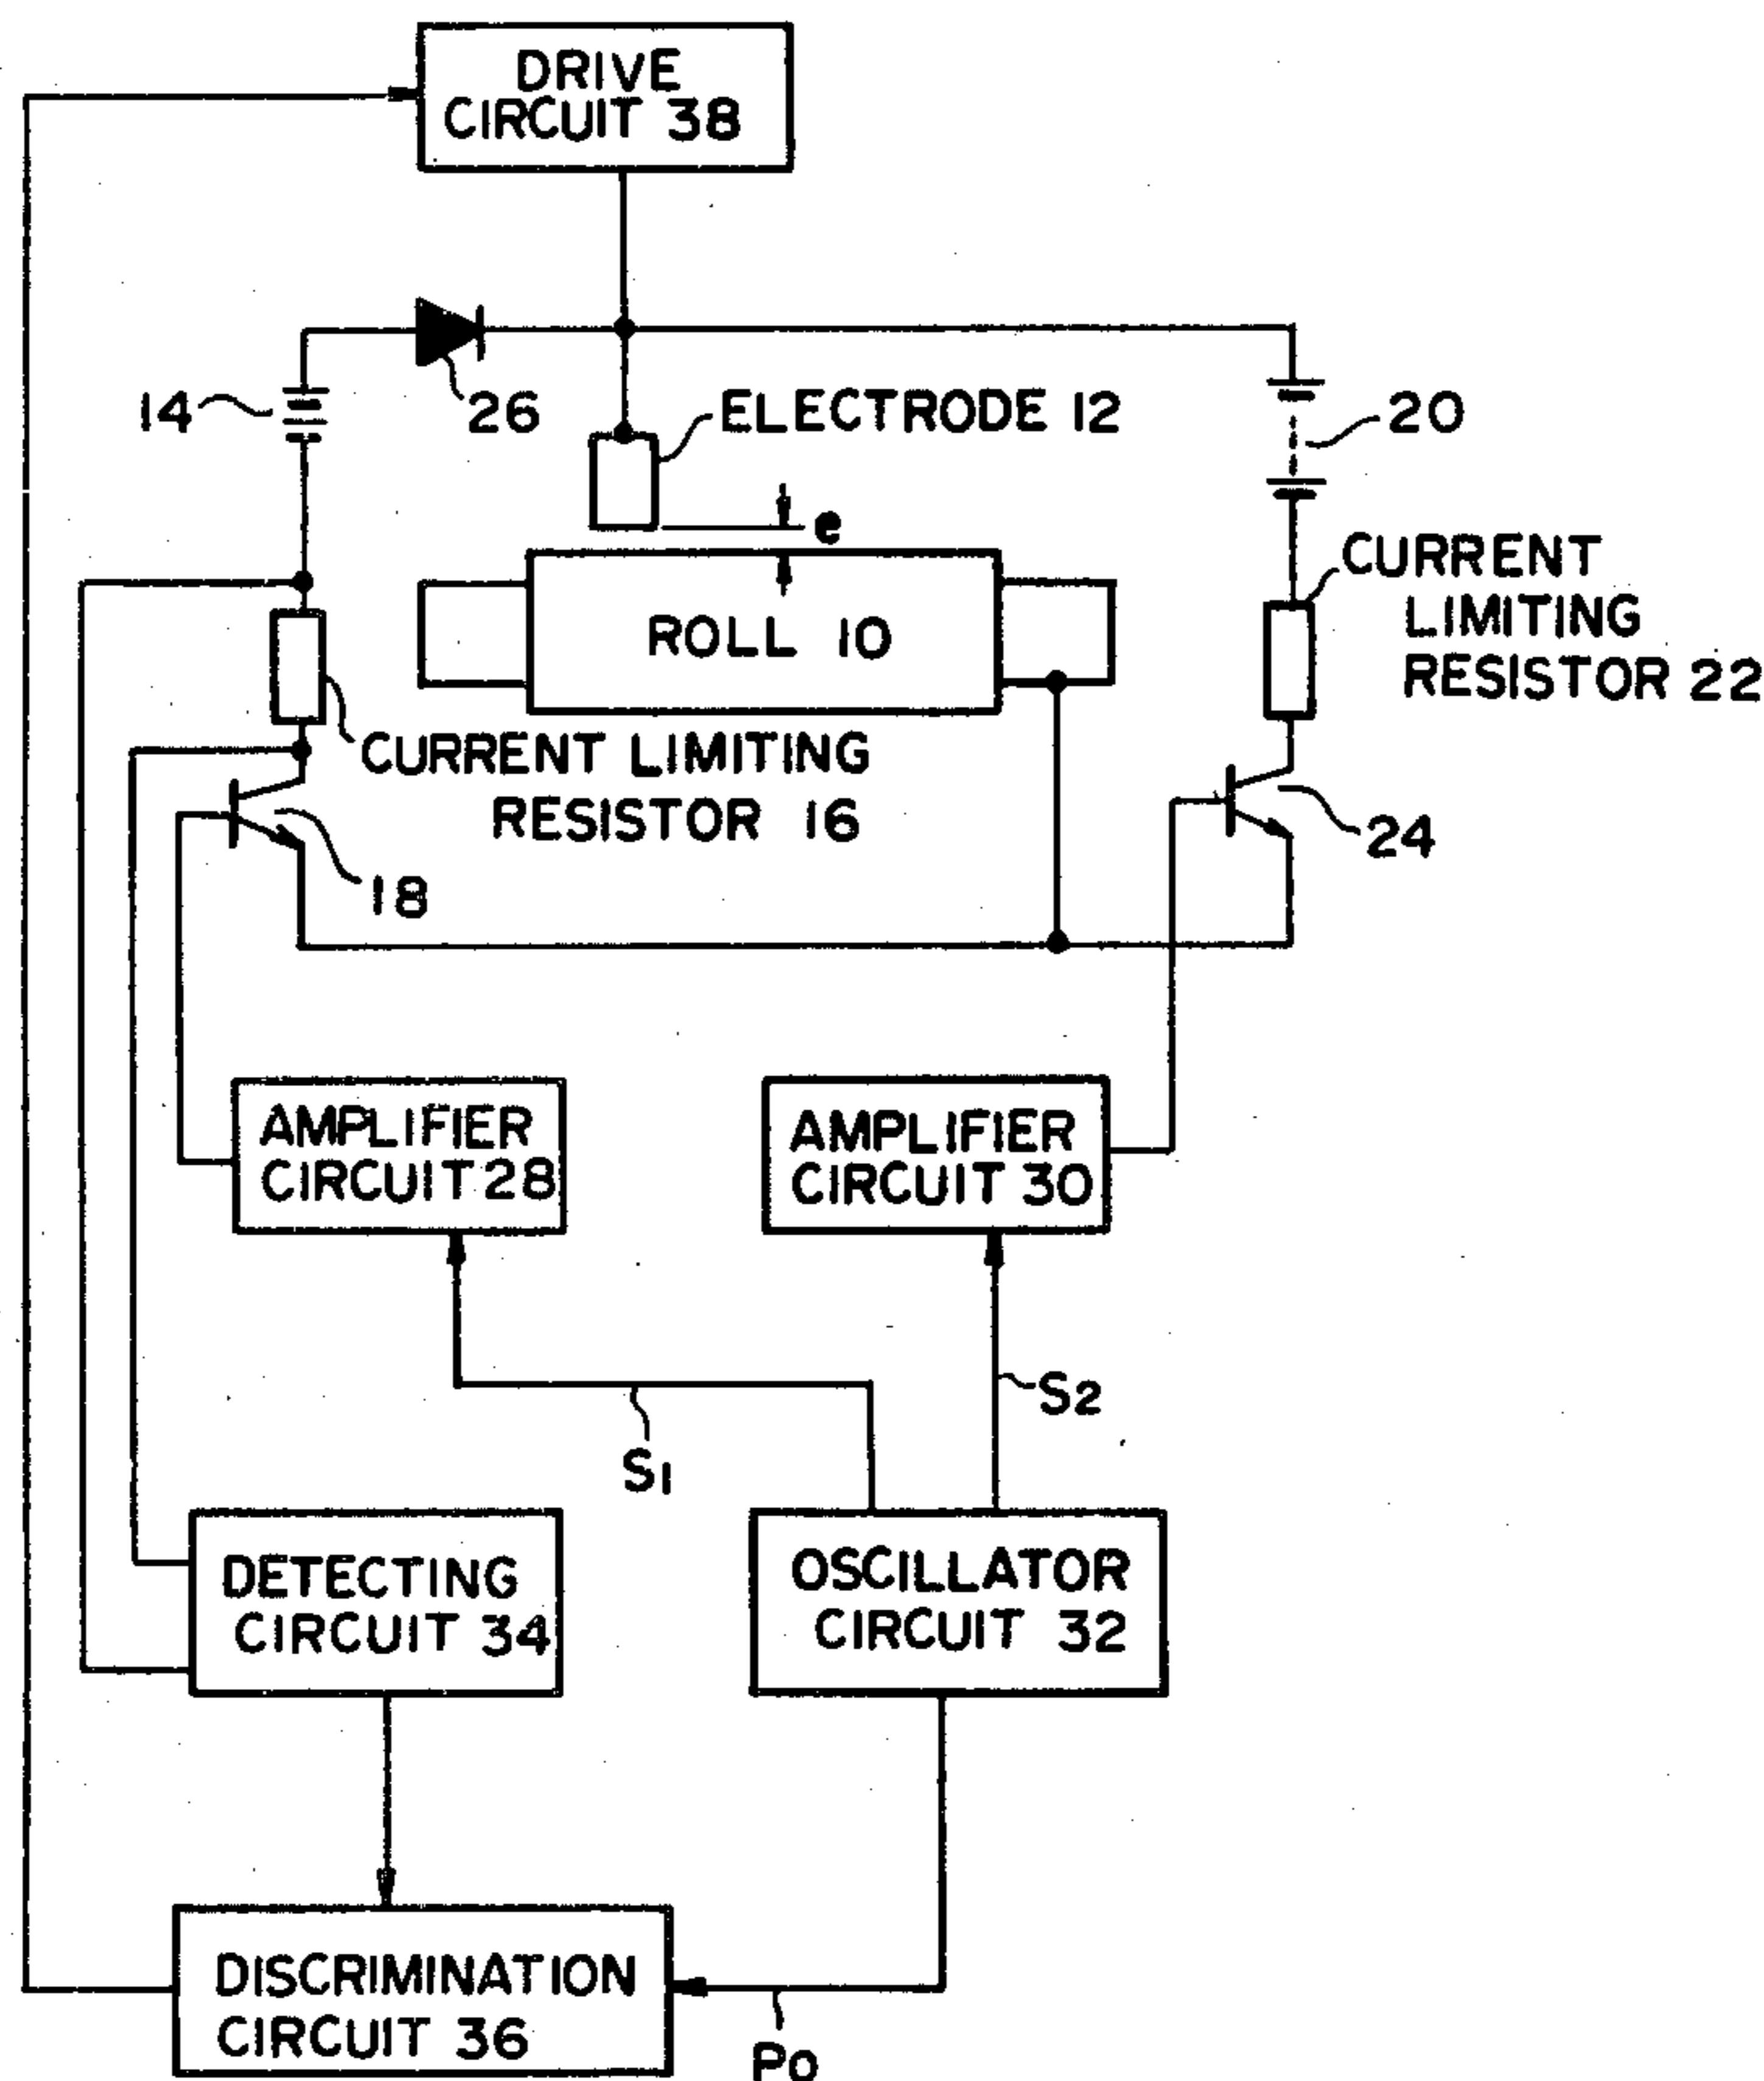 DRIVE
CIRCUIT 38
14
26
ELECTRODE 12
20
e
CURRENT
LIMITING
RESISTOR 22
ROLL 10
CURRENT LIMITING
RESISTOR 16
24
18
AMPLIFIER
CIRCUIT 28
AMPLIFIER
CIRCUIT 30
S2
S1
DETECTING
CIRCUIT 34
OSCILLATOR
CIRCUIT 32
DISCRIMINATION
CIRCUIT 36
Po